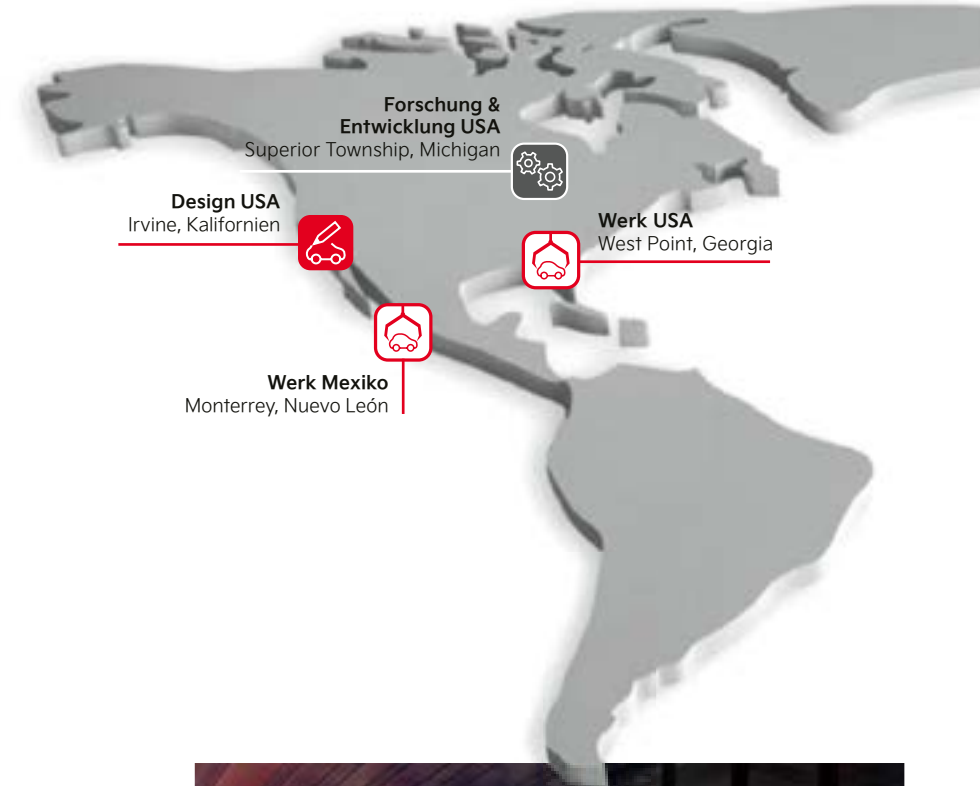 Forschung &
Entwicklung USA
Superior Township, Michigan
Design USA
Irvine, Kalifornien
Werk USA
West Point, Georgia
Werk Mexiko
Monterrey, Nuevo León